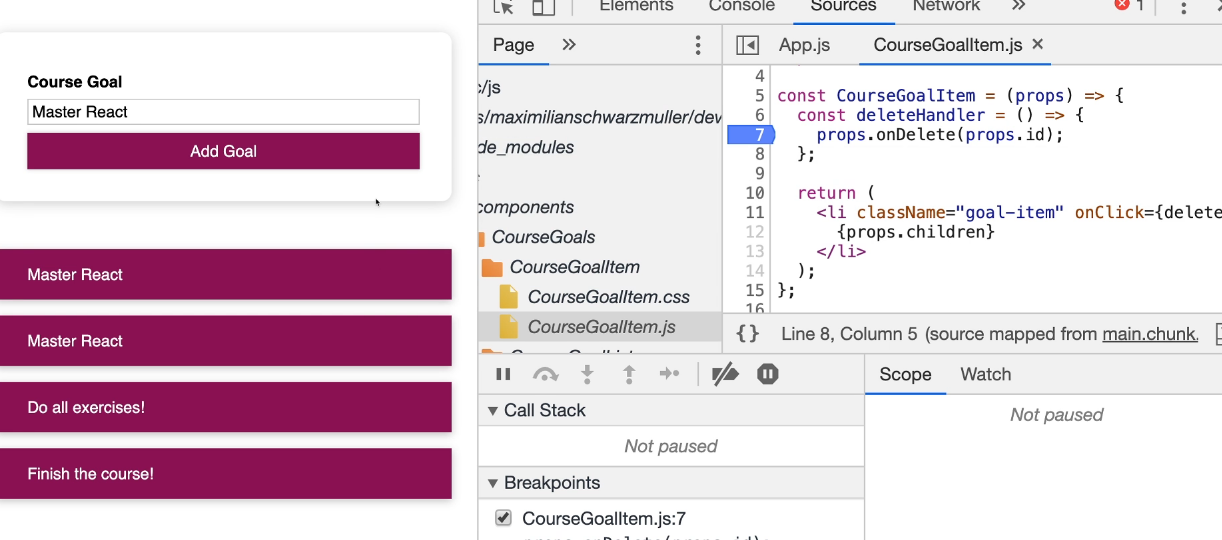 Course Goal
Master React
Add Goal
Master React
Master React
Do all exercises!
Finish the course!
Elements Console Sources Network 1
Page
App.js CourseGoalItem.js
c/js
s/maximilianschwarzmuller/dev
de_modules
components
CourseGoals
CourseGoalItem
CourseGoalItem.css
CourseGoalItem.js
4
5 const CourseGoalItem = (props) => {
6 const deleteHandler = () => {
7 props.onDelete(props.id);
8 };
9
10 return (
11 <li className="goal-item" onClick={delete
12 {props.children}
13 </li>
14 );
15 };
16
{} Line 8, Column 5 (source mapped from main.chunk.
Call Stack
Not paused
Breakpoints
CourseGoalItem.js:7
props.onDelete(props.id);
Scope Watch
Not paused